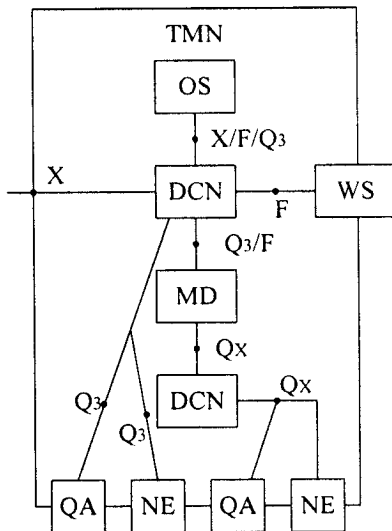 TMN
OS
X/F/Q₃
X
DCN
F
WS
Q₃/F
MD
Qx
DCN
Qx
Q₃
Q₃
QA
NE
QA
NE